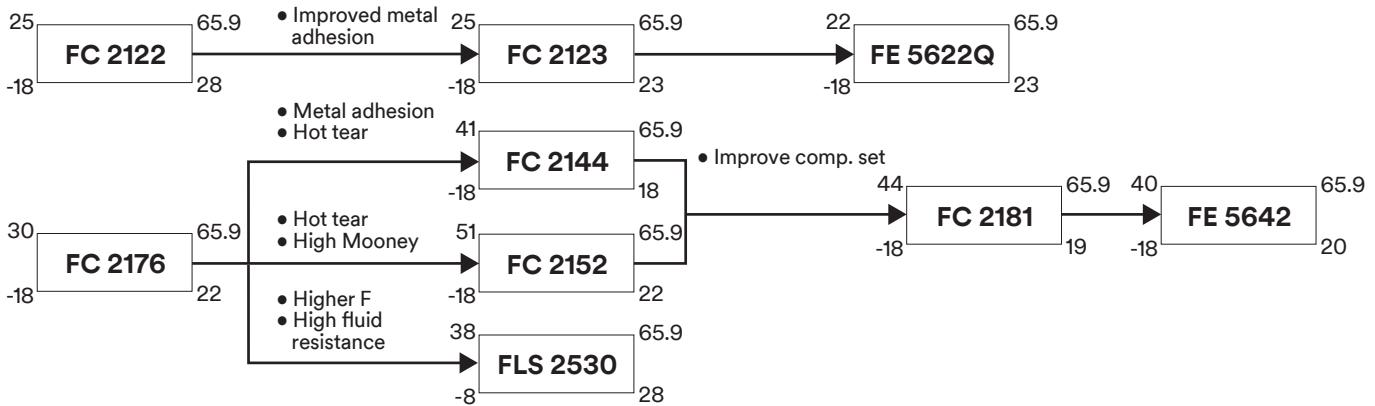 25
65.9
FC 2122
-18
28
• Improved metal
adhesion
25
65.9
FC 2123
-18
23
22
65.9
FE 5622Q
-18
23
• Metal adhesion
• Hot tear
41
65.9
FC 2144
-18
18
• Improve comp. set
44
65.9
FC 2181
-18
19
40
65.9
FE 5642
-18
20
30
65.9
FC 2176
-18
22
• Hot tear
• High Mooney
51
65.9
FC 2152
-18
22
• Higher F
• High fluid
resistance
38
65.9
FLS 2530
-8
28